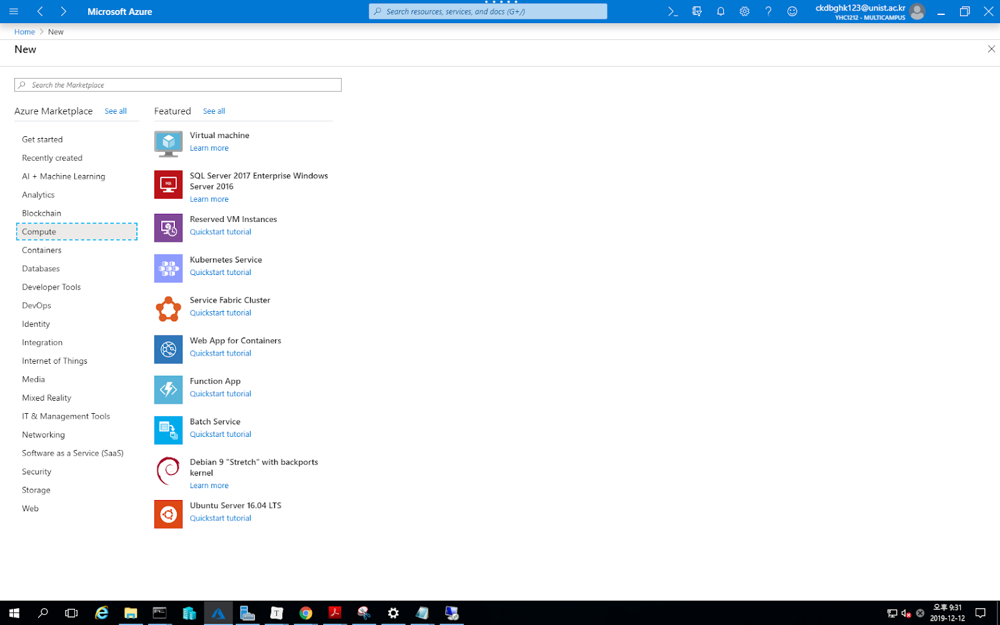 Microsoft Azure
Search resources, services, and docs (G+/)
ckdbghk123@unist.ac.kr
YHC1212 - MULTICAMPUS
Home > New
New
Search the Marketplace
Azure Marketplace See all
Get started
Recently created
AI + Machine Learning
Analytics
Blockchain
Compute
Containers
Databases
Developer Tools
DevOps
Identity
Integration
Internet of Things
Media
Mixed Reality
IT & Management Tools
Networking
Software as a Service (SaaS)
Security
Storage
Web
Featured See all
Virtual machine
Learn more
SQL
SQL Server 2017 Enterprise Windows
Server 2016
Learn more
Reserved VM Instances
Quickstart tutorial
Kubernetes Service
Quickstart tutorial
Service Fabric Cluster
Quickstart tutorial
Web App for Containers
Quickstart tutorial
Function App
Quickstart tutorial
Batch Service
Quickstart tutorial
Debian 9 "Stretch" with backports
kernel
Learn more
Ubuntu Server 16.04 LTS
Quickstart tutorial
오후 9:31
2019-12-12